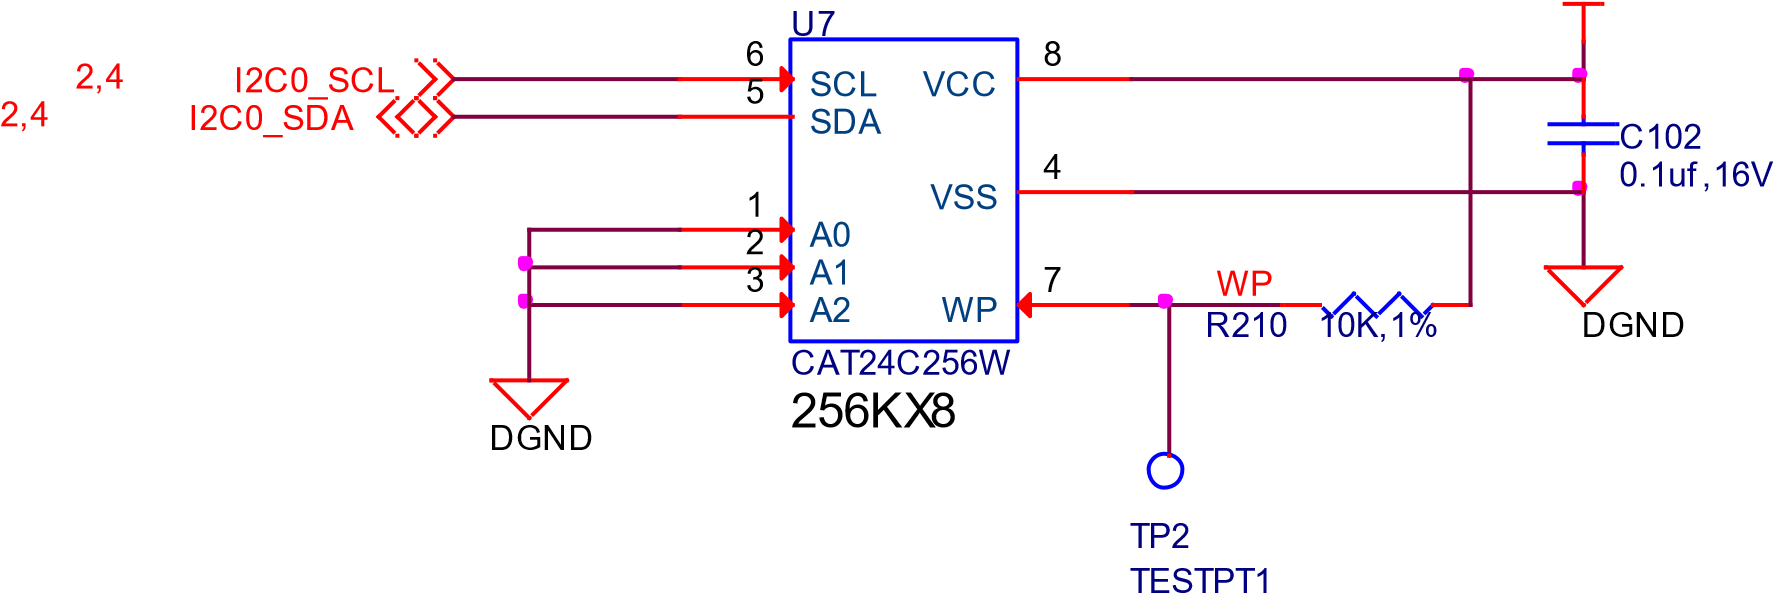 U7
6
8
2,4
I2C0_SCL
SCL
VCC
5
2,4
I2C0_SDA
SDA
C102
4
0.1uf,16V
VSS
1
A0
2
A1
3
7
WP
A2
WP
R210
10K,1%
DGND
CAT24C256W
256KX8
DGND
TP2
TESTPT1